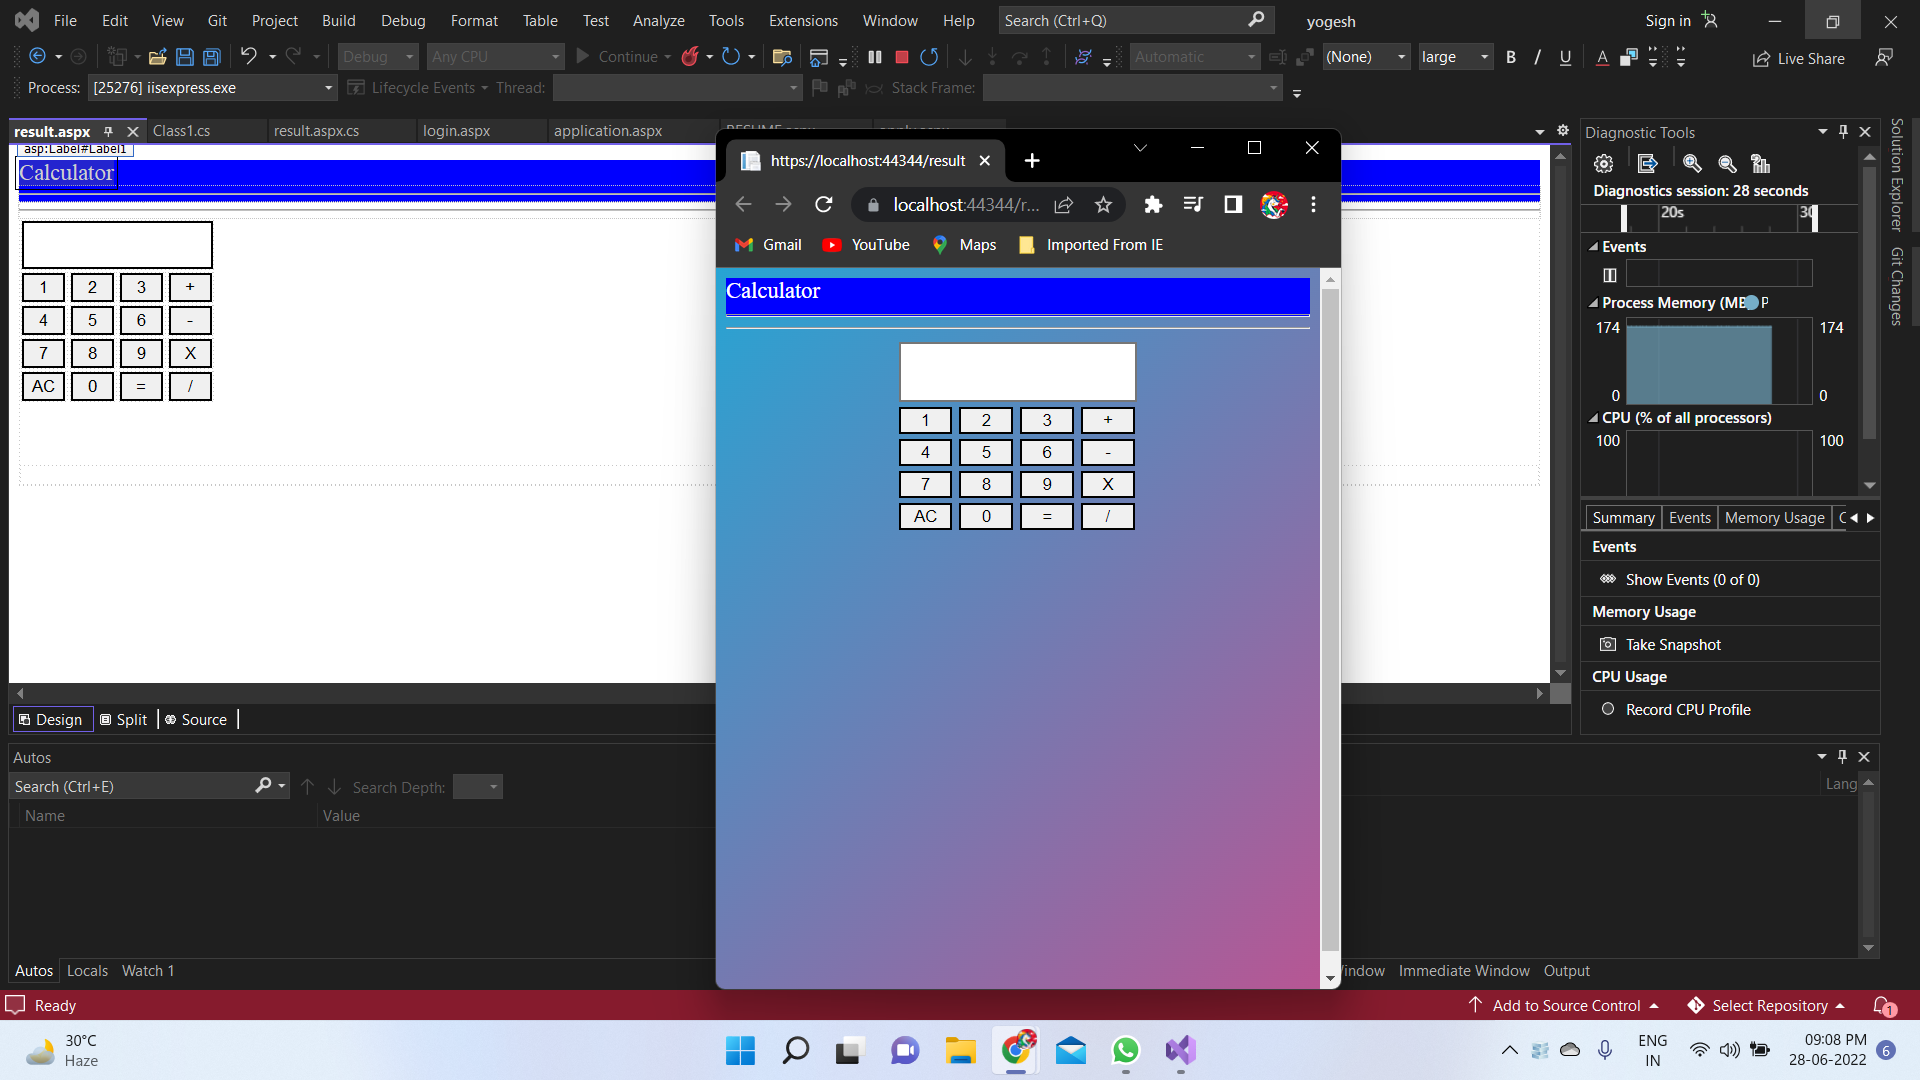 File Edit View Git Project Build Debug Format Table Test Analyze Tools Extensions Window Help Search (Ctrl+Q) yogesh Sign in
Debug Any CPU Continue Automatic (None) large B I U A Live Share
Process: [25276] iisexpress.exe Lifecycle Events Thread: Stack Frame:
result.aspx Class1.cs result.aspx.cs login.aspx application.aspx
asp:Label#Label1
Calculator
1 2 3 +
4 5 6 -
7 8 9 X
AC 0 = /
Design Split Source
https://localhost:44344/result
localhost:44344/r...
Gmail YouTube Maps Imported From IE
Calculator
1 2 3 +
4 5 6 -
7 8 9 X
AC 0 = /
Diagnostic Tools
Diagnostics session: 28 seconds
20s
Events
Process Memory (MB P
174 174
0 0
CPU (% of all processors)
100 100
Summary Events Memory Usage
Events
Show Events (0 of 0)
Memory Usage
Take Snapshot
CPU Usage
Record CPU Profile
Solution Explorer
Git Changes
Autos
Search (Ctrl+E) Search Depth:
Name Value
Lang
Autos Locals Watch 1
Immediate Window Output
Ready
Add to Source Control Select Repository 1
30°C
Haze
ENG
IN
09:08 PM
28-06-2022
6